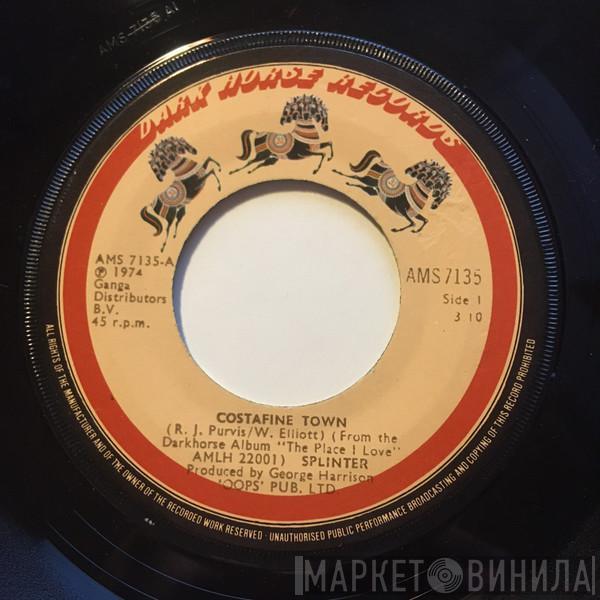 AMS 7135 A1
DARK HORSE RECORDS
AMS 7135-A
℗ 1974
Ganga
Distributors
B.V.
45 r.p.m.
AMS 7135
Side 1
3 10
COSTAFINE TOWN
(R. J. Purvis/W. Elliott) (From the
Darkhorse Album "The Place I Love"
AMLH 22001) SPLINTER
Produced by George Harrison
'OOPS' PUB. LTD.
ALL RIGHTS OF THE MANUFACTURER AND OF THE OWNER OF THE RECORDED WORK RESERVED · UNAUTHORISED PUBLIC PERFORMANCE BROADCASTING AND COPYING OF THIS RECORD PROHIBITED
МАРКЕТ ВИНИЛА